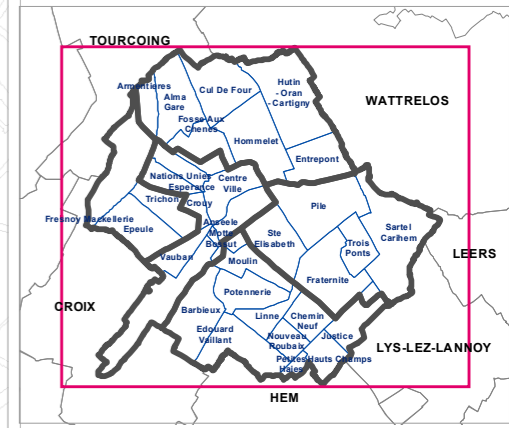 TOURCOING
Armentieres
Alma
Gare
Cul De Four
Hutin
- Oran
- Cartigny
WATTRELOS
Fosse Aux
Chenes
Hommelet
Entrepont
Nations Unies
Esperance
Centre
Ville
Trichon
Crouy
Pile
Fresnoy Mackellerie
Epeule
Anseele
Motte
Bossut
Ste
Elisabeth
Sartel
Carihem
Trois
Ponts
LEERS
Vauban
Moulin
Fraternite
Potennerie
CROIX
Barbieux
Linne
Chemin
Neuf
Edouard
Vaillant
Nouveau
Roubaix
Justice
LYS-LEZ-LANNOY
Petites
Haies
Hauts Champs
HEM